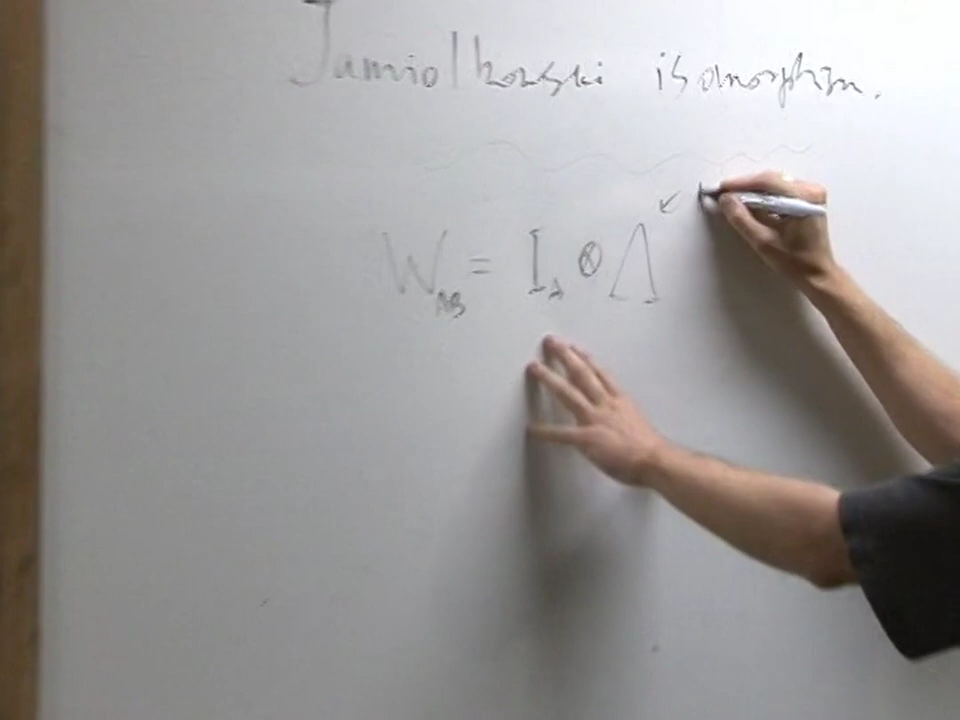 Jamiolkowski isomorphism.
W_AB = I_A ⊗ Λ